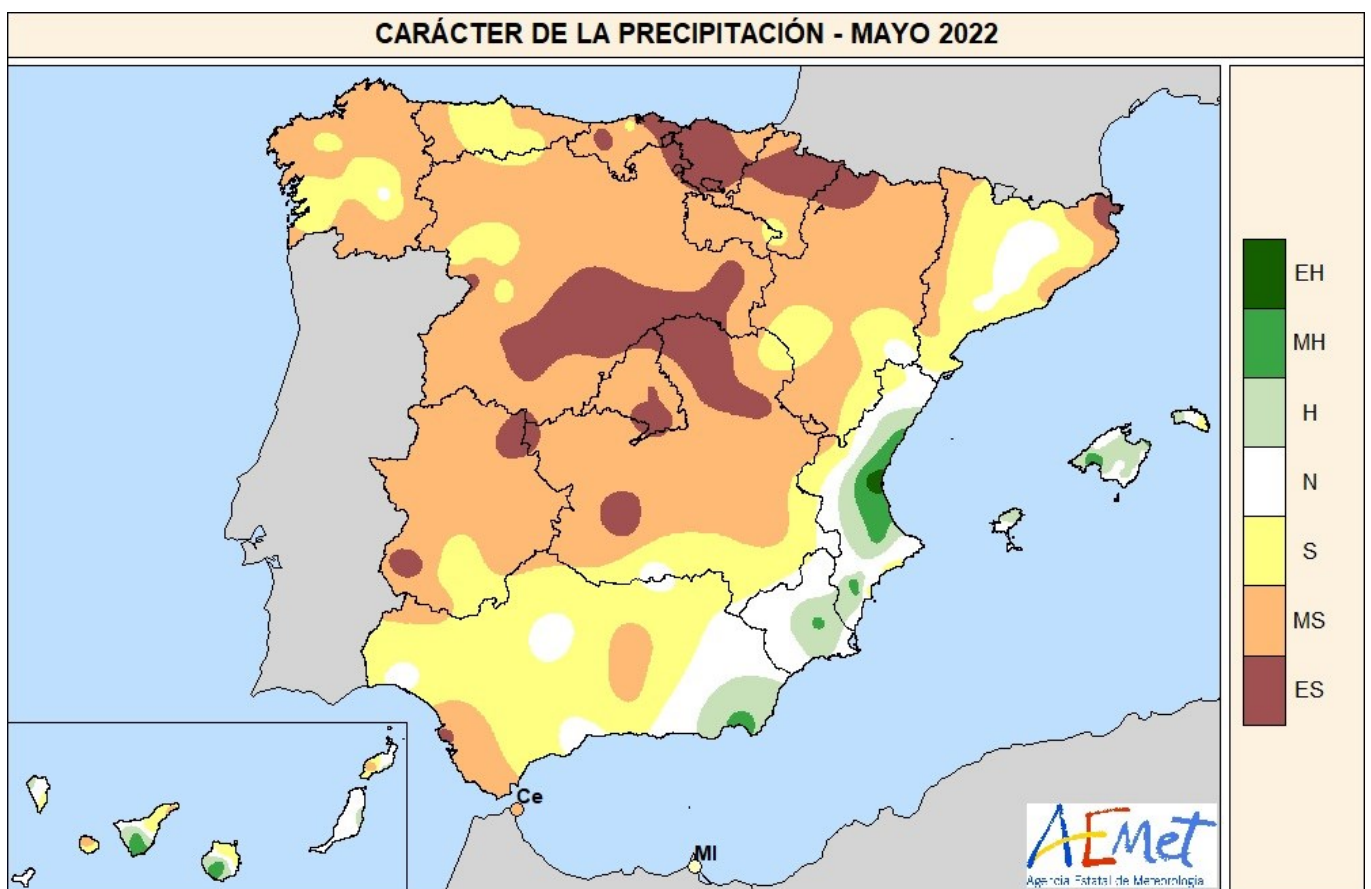 CARÁCTER DE LA PRECIPITACIÓN - MAYO 2022
EH
MH
H
N
S
MS
ES
Ce
Ml
AEMet
Agencia Estatal de Meteorología